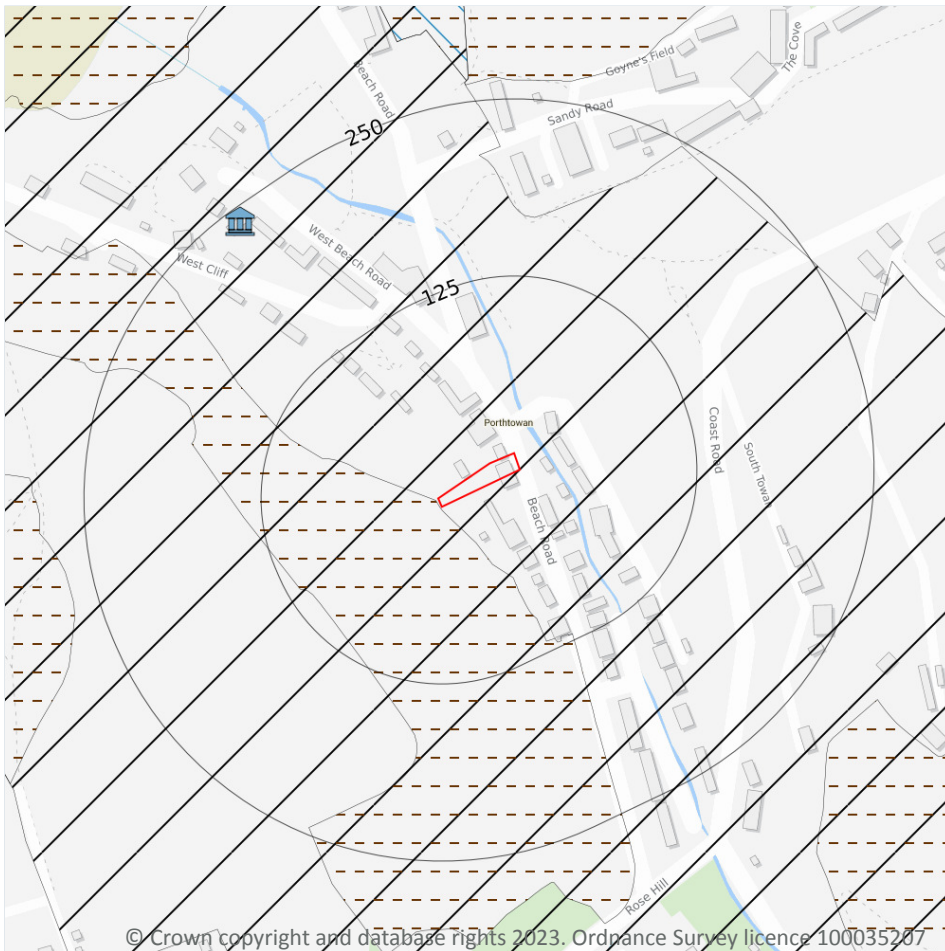 Beach Road
Goyne's Field
The Cove
Sandy Road
250
West Beach Road
West Cliff
125
Coast Road
Porthtowan
South Towan
Beach Road
Rose Hill
© Crown copyright and database rights 2023. Ordnance Survey licence 100035207